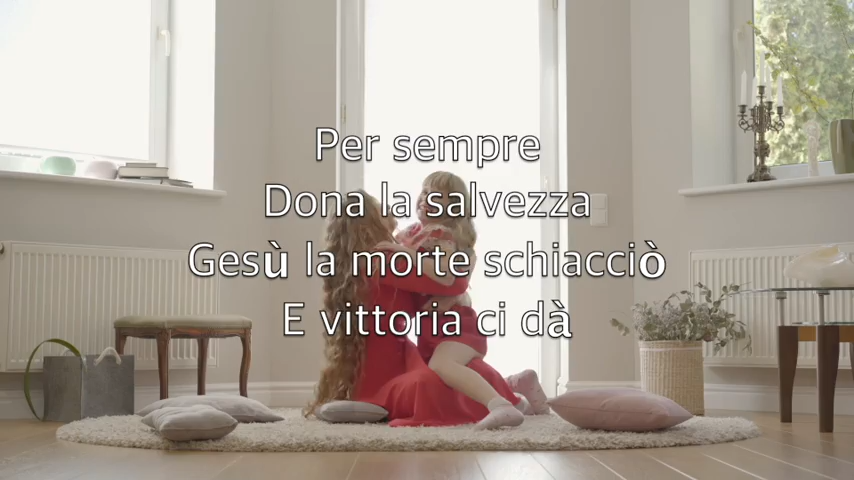 Per sempre
Dona la salvezza
Gesù la morte schiacciò
E vittoria ci dà